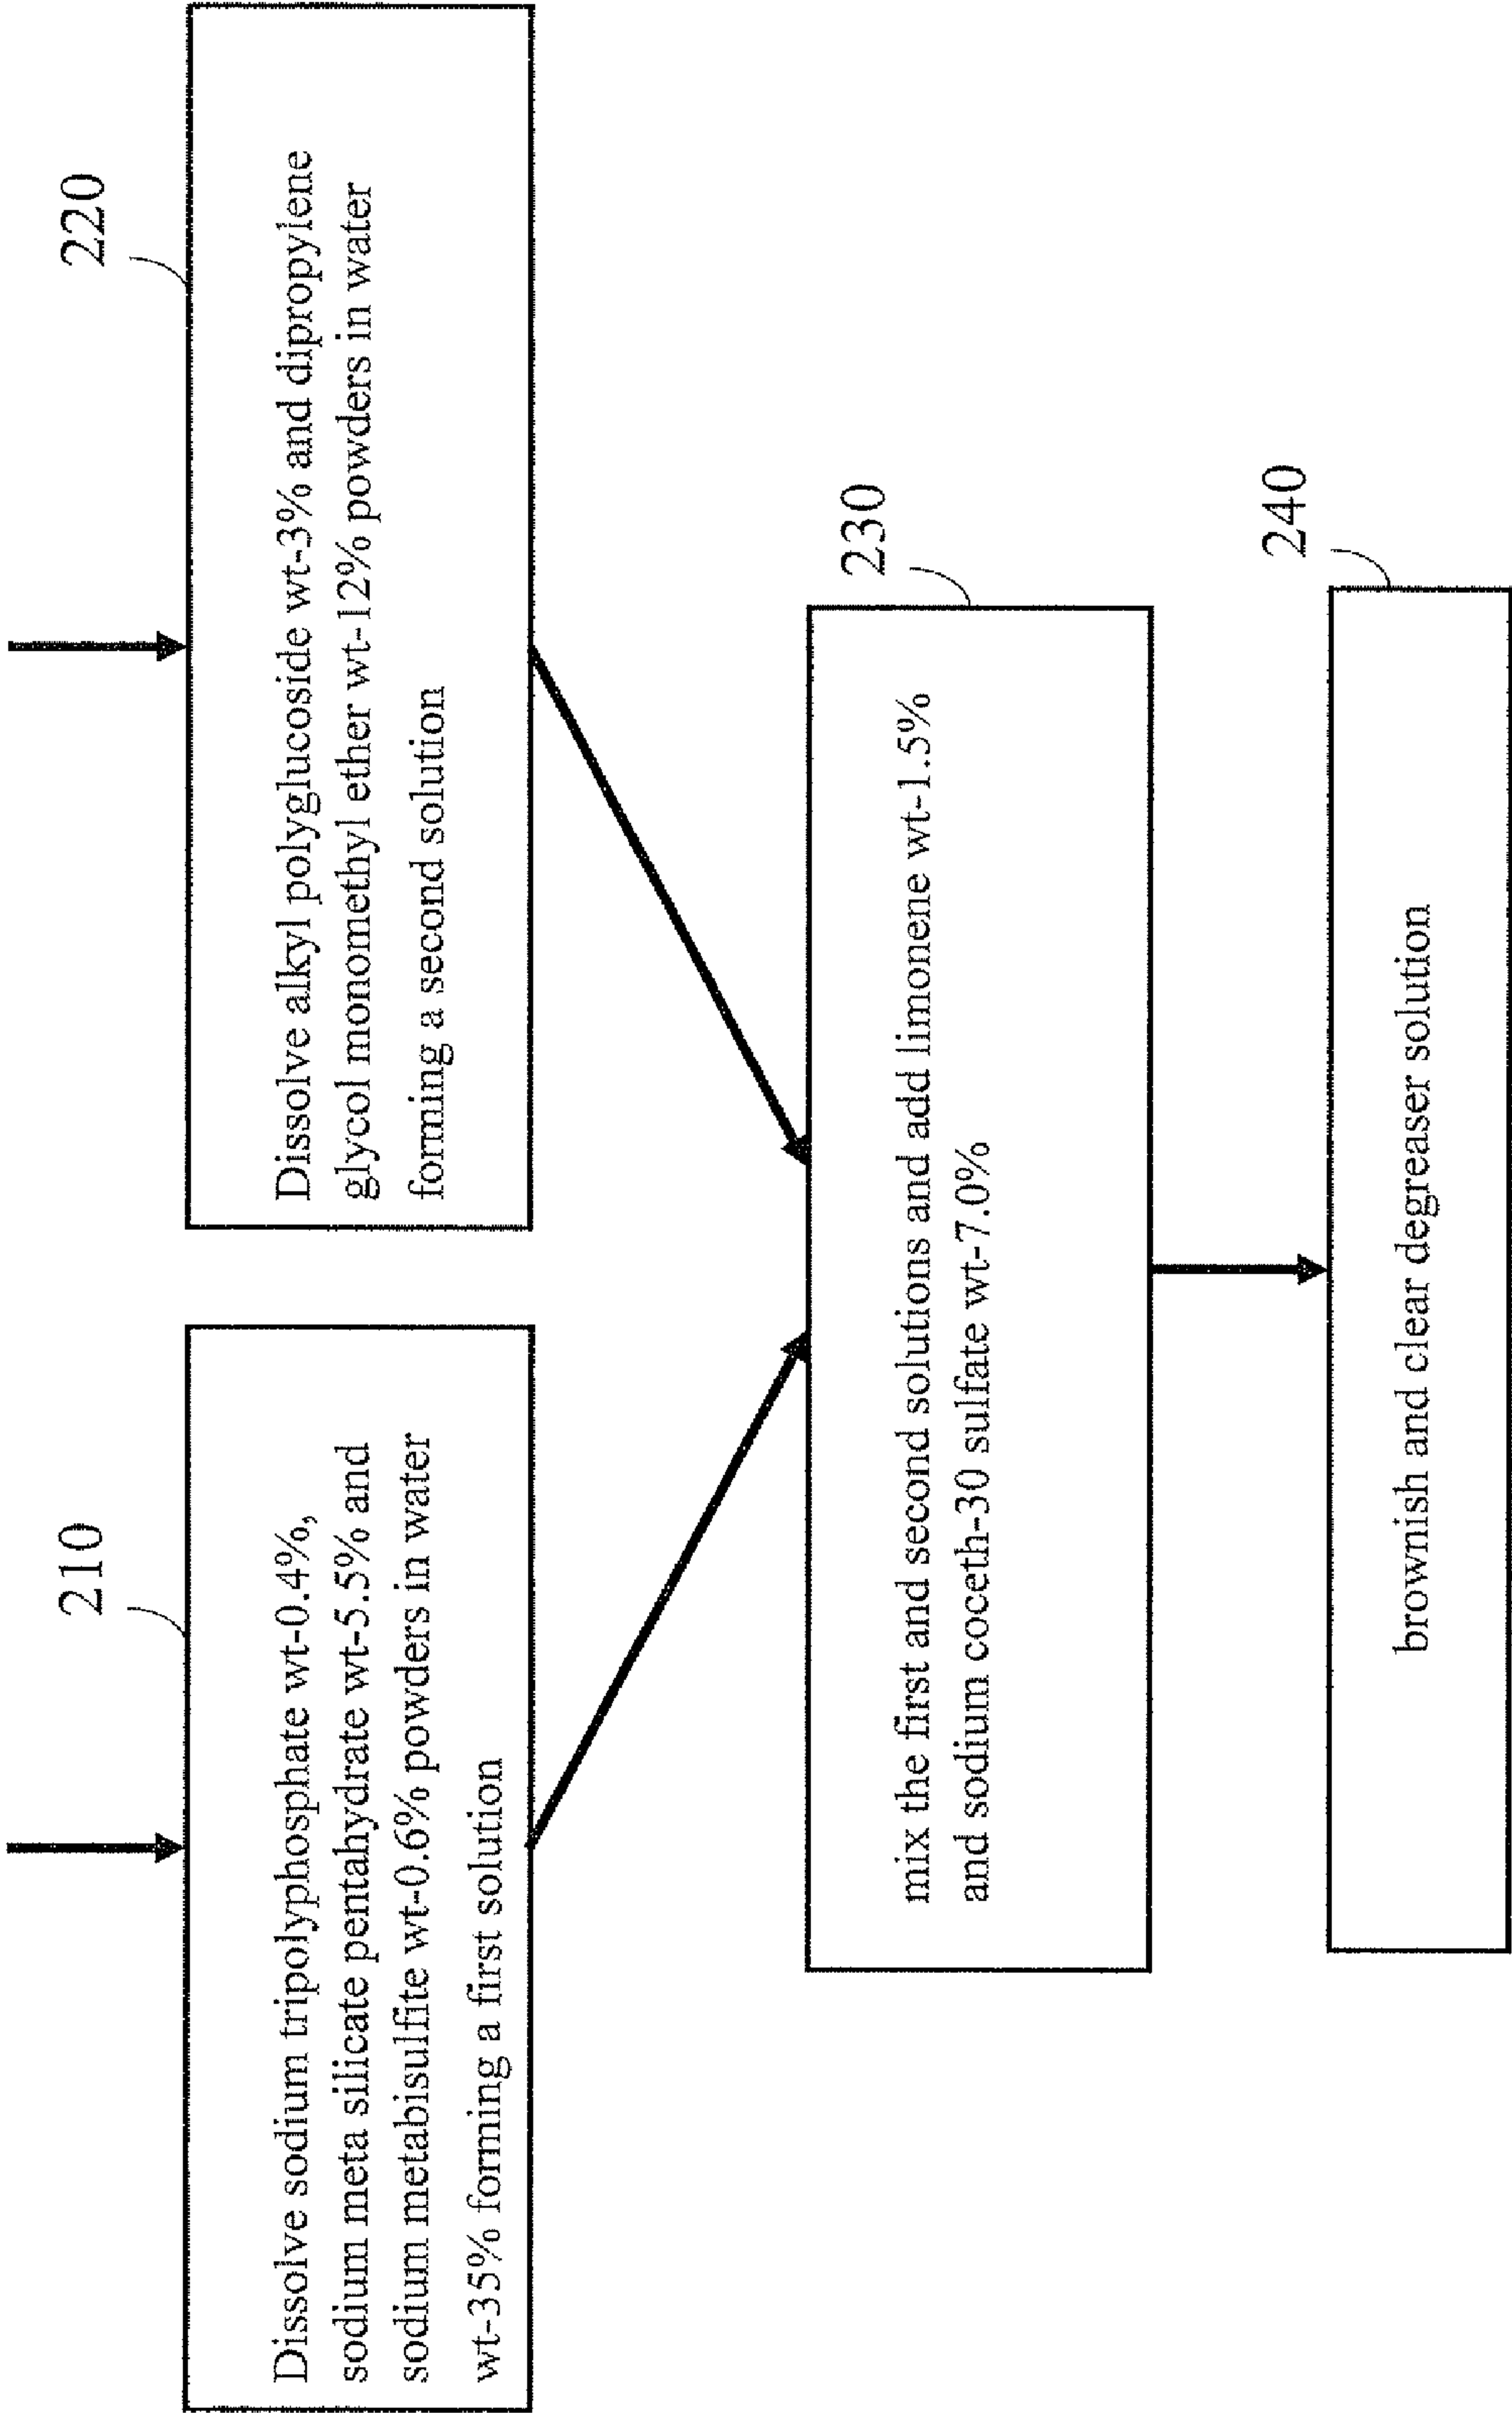 210
Dissolve sodium tripolyphosphate wt-0.4%,
sodium meta silicate pentahydrate wt-5.5% and
sodium metabisulfite wt-0.6% powders in water
wt-35% forming a first solution
220
Dissolve alkyl polyglucoside wt-3% and dipropylene
glycol monomethyl ether wt-12% powders in water
forming a second solution
230
mix the first and second solutions and add limonene wt-1.5%
and sodium coceth-30 sulfate wt-7.0%
240
brownish and clear degreaser solution